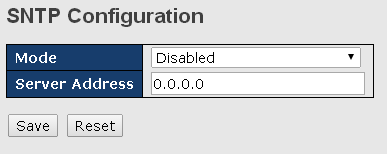 SNTP Configuration
Mode Disabled
Server Address 0.0.0.0
Save Reset